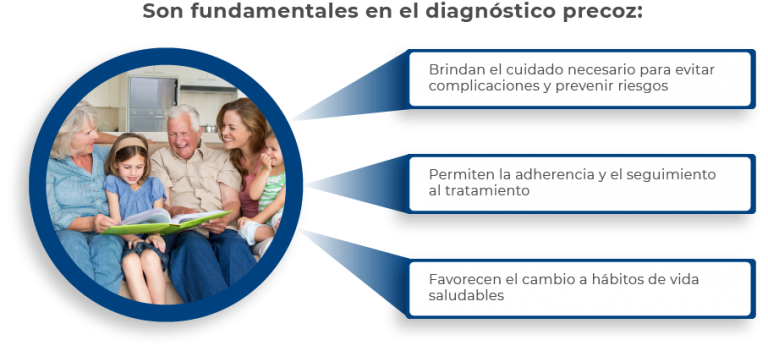 Son fundamentales en el diagnóstico precoz:
Brindan el cuidado necesario para evitar
complicaciones y prevenir riesgos
Permiten la adherencia y el seguimiento
al tratamiento
Favorecen el cambio a hábitos de vida
saludables